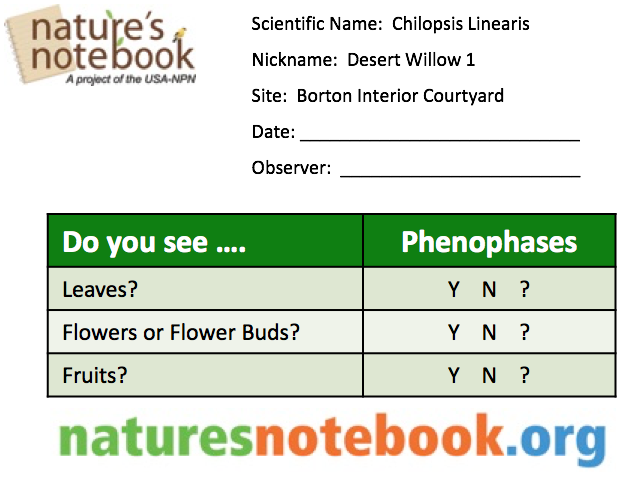 nature's
notebook
A project of the USA-NPN
Scientific Name: Chilopsis Linearis
Nickname: Desert Willow 1
Site: Borton Interior Courtyard
Date: ____________________________
Observer: ________________________
Do you see .... Phenophases
Leaves? Y N ?
Flowers or Flower Buds? Y N ?
Fruits? Y N ?
naturesnotebook.org